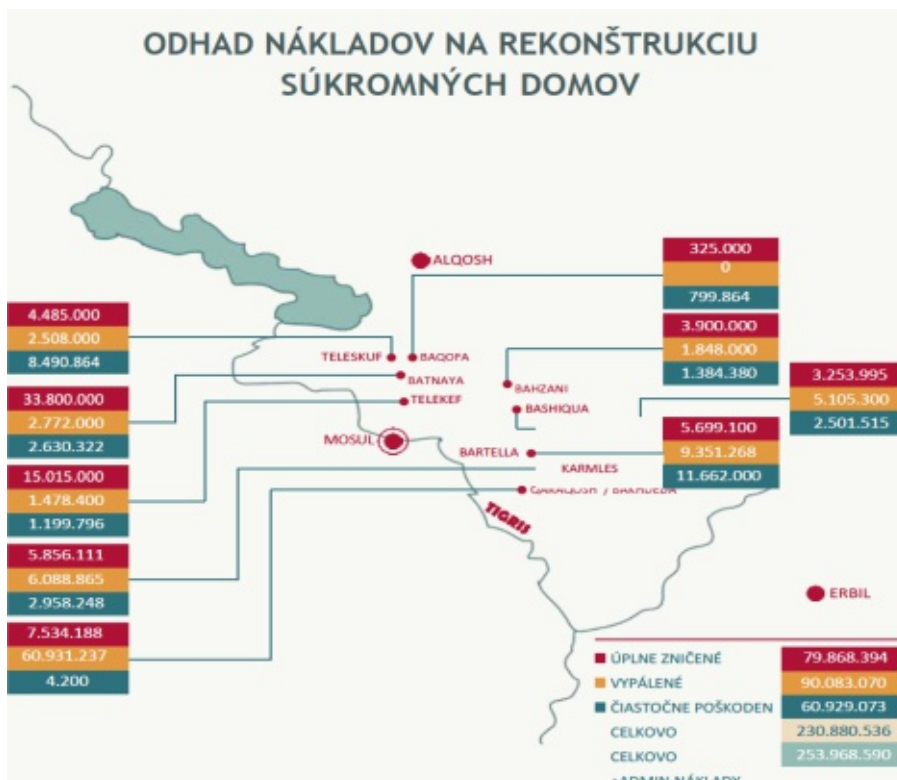 ODHAD NÁKLADOV NA REKONŠTRUKCIU
SÚKROMNÝCH DOMOV
ALQOSH
325.000
0
799.864
4.485.000
2.508.000
8.490.864
TELESKUF
BAQOFA
3.900.000
1.848.000
1.384.380
BATNAYA
BAHZANI
33.800.000
2.772.000
2.630.322
TELEKEF
BASHIQUA
3.253.995
5.105.300
2.501.515
MOSUL
BARTELLA
5.699.100
9.351.268
11.662.000
15.015.000
1.478.400
1.199.796
KARMLES
QARAQOSH / BAKHDEDA
TIGRIS
5.856.111
6.088.865
2.958.248
ERBIL
7.534.188
60.931.237
4.200
ÚPLNE ZNIČENÉ 79.868.394
VYPÁLENÉ 90.083.070
ČIASTOČNE POŠKODEN 60.929.073
CELKOVO 230.880.536
CELKOVO 253.968.590
+ADMIN NÁKLADY